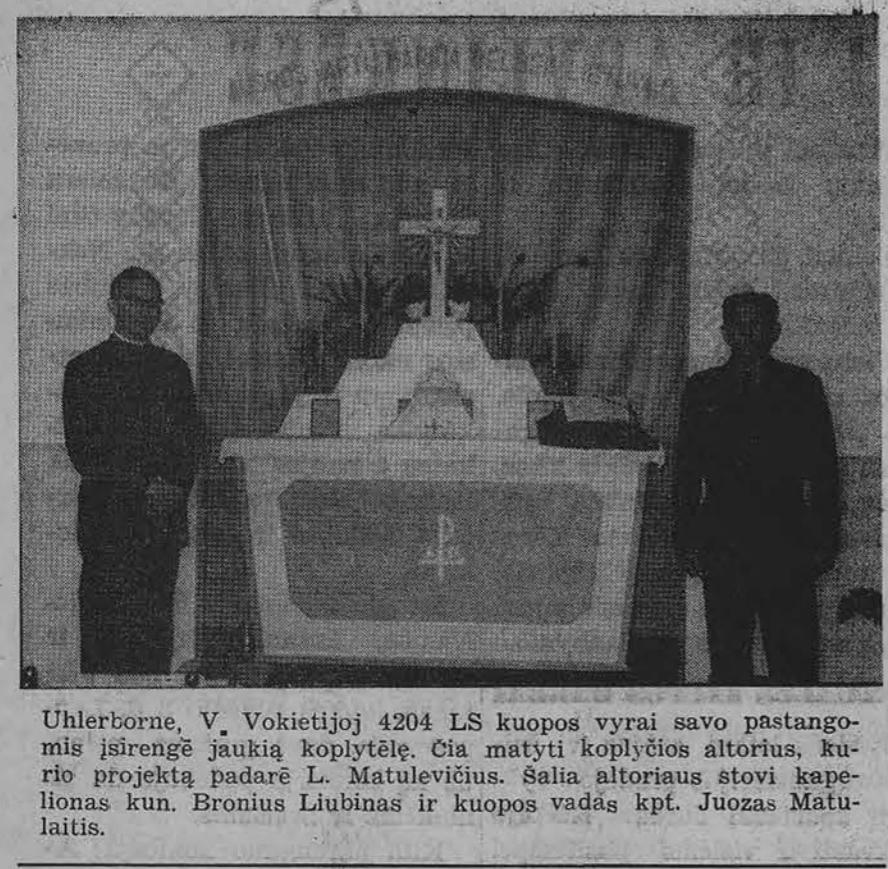 Uhlerborne, V. Vokietijoj 4204 LS kuopos vyrai savo pastango-
mis įsirengė jaukią koplytėlę. Čia matyti koplyčios altorius, ku-
rio projektą padarė L. Matulevičius. Šalia altoriaus stovi kape-
lionas kun. Bronius Liubinas ir kuopos vadas kpt. Juozas Matu-
laitis.